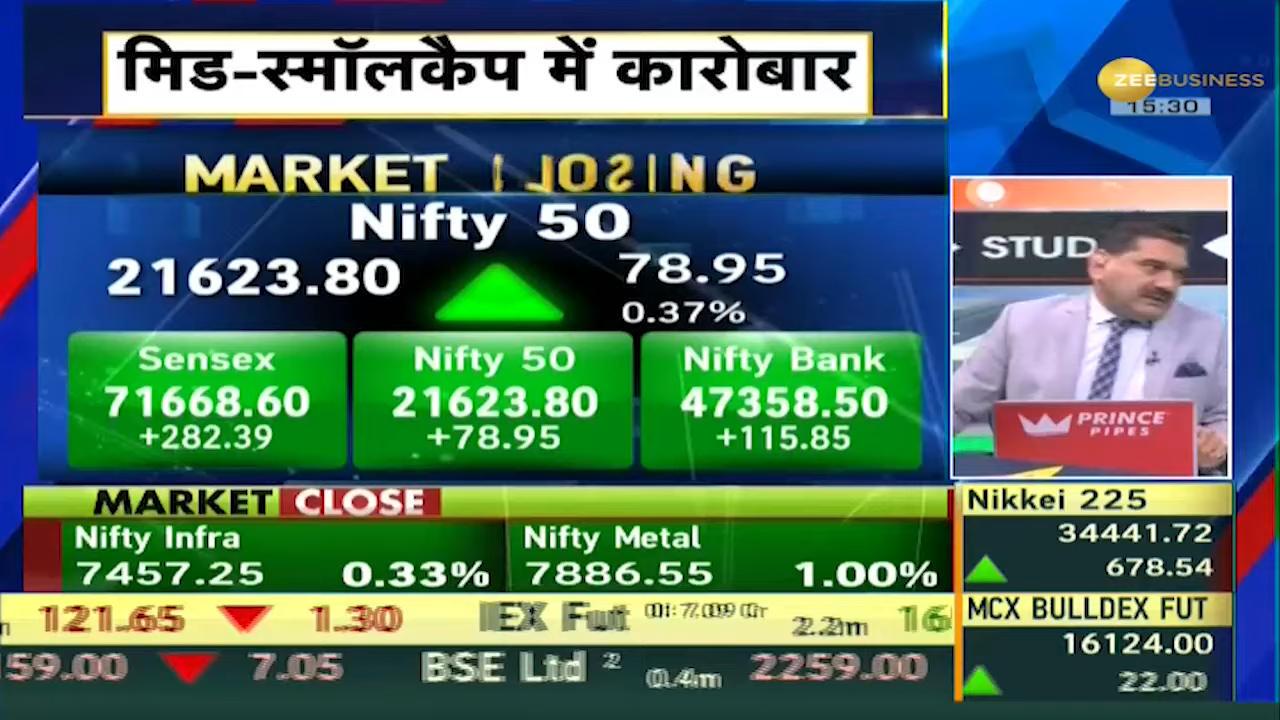 मिड-स्मॉलकैप में कारोबार
ZEEBUSINESS
15:30
MARKET
Nifty 50
21623.80 78.95
0.37%
Sensex
71668.60
+282.39
Nifty 50
21623.80
+78.95
Nifty Bank
47358.50
+115.85
STUD
PRINCE
PIPES
MARKET CLOSE
Nifty Infra
7457.25 0.33%
Nifty Metal
7886.55 1.00%
Nikkei 225
34441.72
678.54
MCX BULLDEX FUT
16124.00
22.00
121.65 1.30 IEX Fut 2.2m 16
59.00 7.05 BSE Ltd 2 0.4m 2259.00